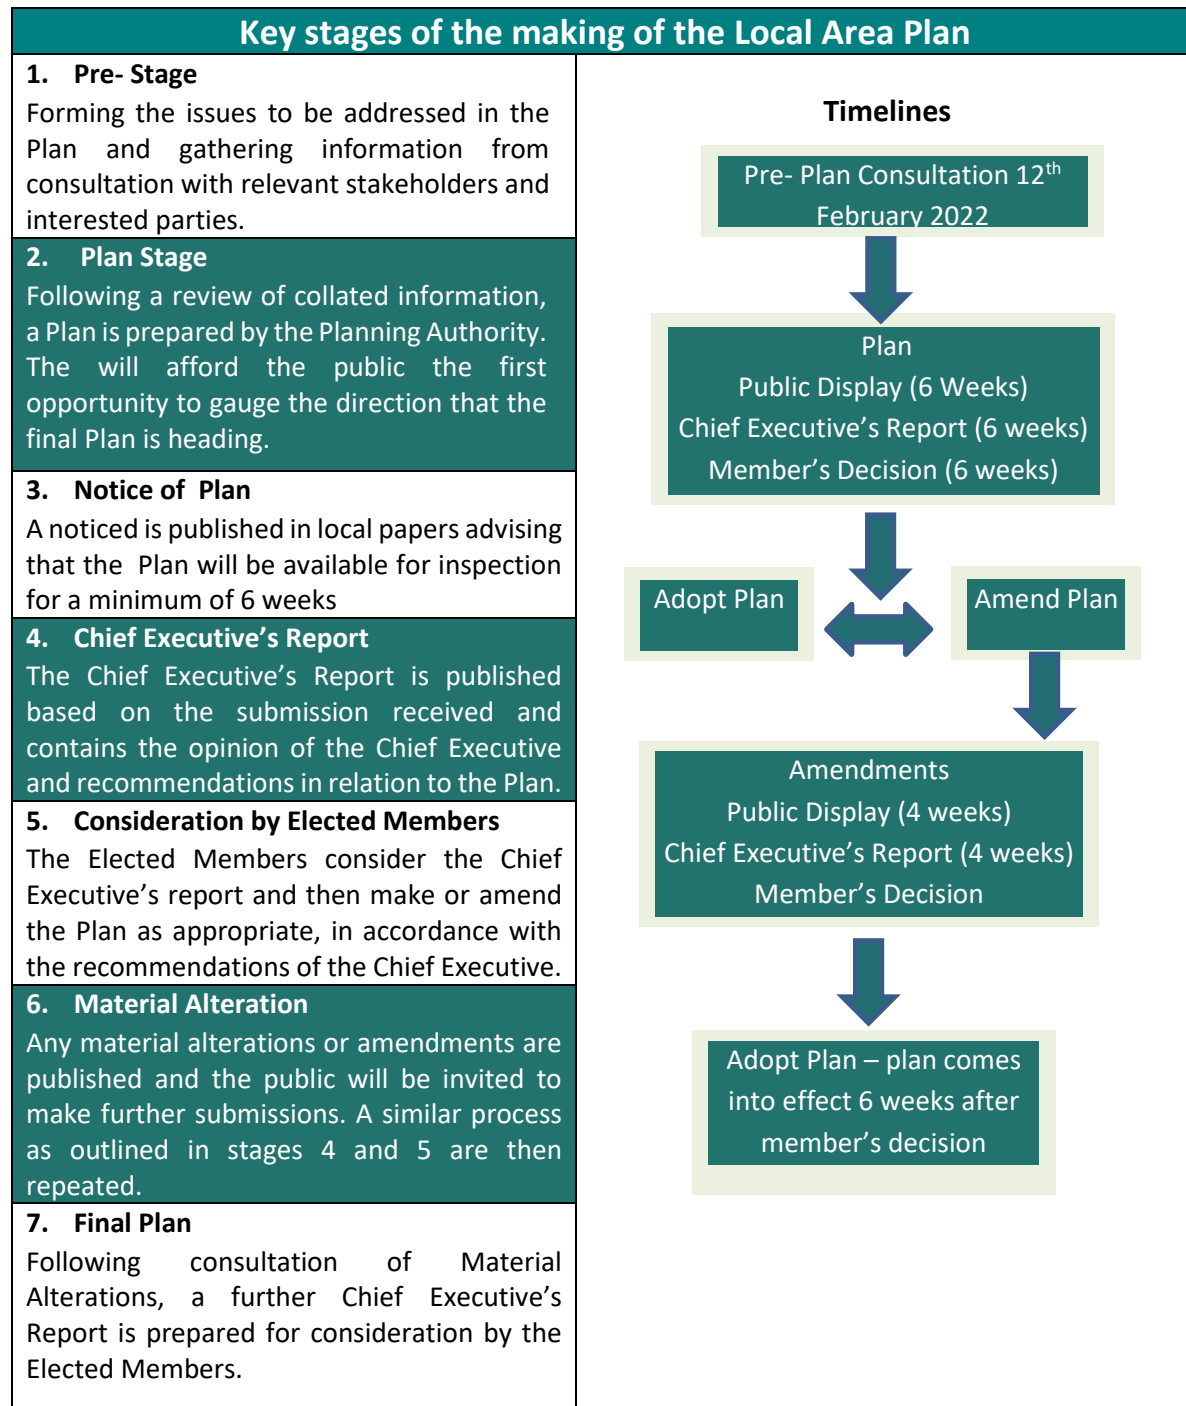 Key stages of the making of the Local Area Plan
1. Pre- Stage
Forming the issues to be addressed in the
Plan and gathering information from
consultation with relevant stakeholders and
interested parties.
2. Plan Stage
Following a review of collated information,
a Plan is prepared by the Planning Authority.
The will afford the public the first
opportunity to gauge the direction that the
final Plan is heading.
3. Notice of Plan
A noticed is published in local papers advising
that the Plan will be available for inspection
for a minimum of 6 weeks
4. Chief Executive’s Report
The Chief Executive’s Report is published
based on the submission received and
contains the opinion of the Chief Executive
and recommendations in relation to the Plan.
5. Consideration by Elected Members
The Elected Members consider the Chief
Executive’s report and then make or amend
the Plan as appropriate, in accordance with
the recommendations of the Chief Executive.
6. Material Alteration
Any material alterations or amendments are
published and the public will be invited to
make further submissions. A similar process
as outlined in stages 4 and 5 are then
repeated.
7. Final Plan
Following consultation of Material
Alterations, a further Chief Executive’s
Report is prepared for consideration by the
Elected Members.
Timelines
Pre- Plan Consultation 12th
February 2022
Plan
Public Display (6 Weeks)
Chief Executive’s Report (6 weeks)
Member’s Decision (6 weeks)
Adopt Plan
Amend Plan
Amendments
Public Display (4 weeks)
Chief Executive’s Report (4 weeks)
Member’s Decision
Adopt Plan – plan comes
into effect 6 weeks after
member’s decision